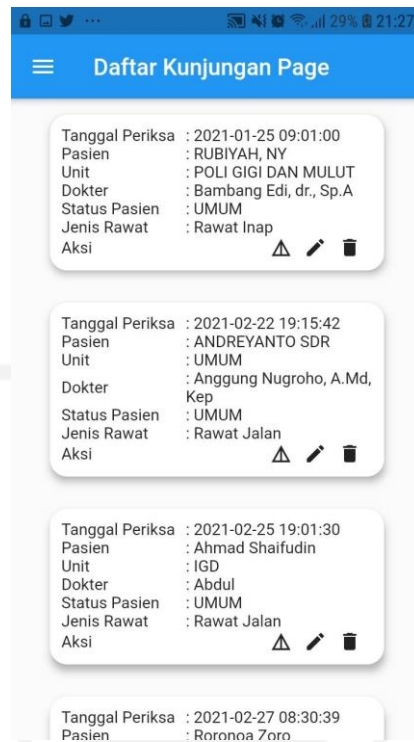 29% 21:27
Daftar Kunjungan Page
Tanggal Periksa : 2021-01-25 09:01:00
Pasien : RUBIYAH, NY
Unit : POLI GIGI DAN MULUT
Dokter : Bambang Edi, dr., Sp.A
Status Pasien : UMUM
Jenis Rawat : Rawat Inap
Aksi
Tanggal Periksa : 2021-02-22 19:15:42
Pasien : ANDREYANTO SDR
Unit : UMUM
Dokter : Anggung Nugroho, A.Md,
Kep
Status Pasien : UMUM
Jenis Rawat : Rawat Jalan
Aksi
Tanggal Periksa : 2021-02-25 19:01:30
Pasien : Ahmad Shaifudin
Unit : IGD
Dokter : Abdul
Status Pasien : UMUM
Jenis Rawat : Rawat Jalan
Aksi
Tanggal Periksa : 2021-02-27 08:30:39
Pasien : Roronoa Zoro